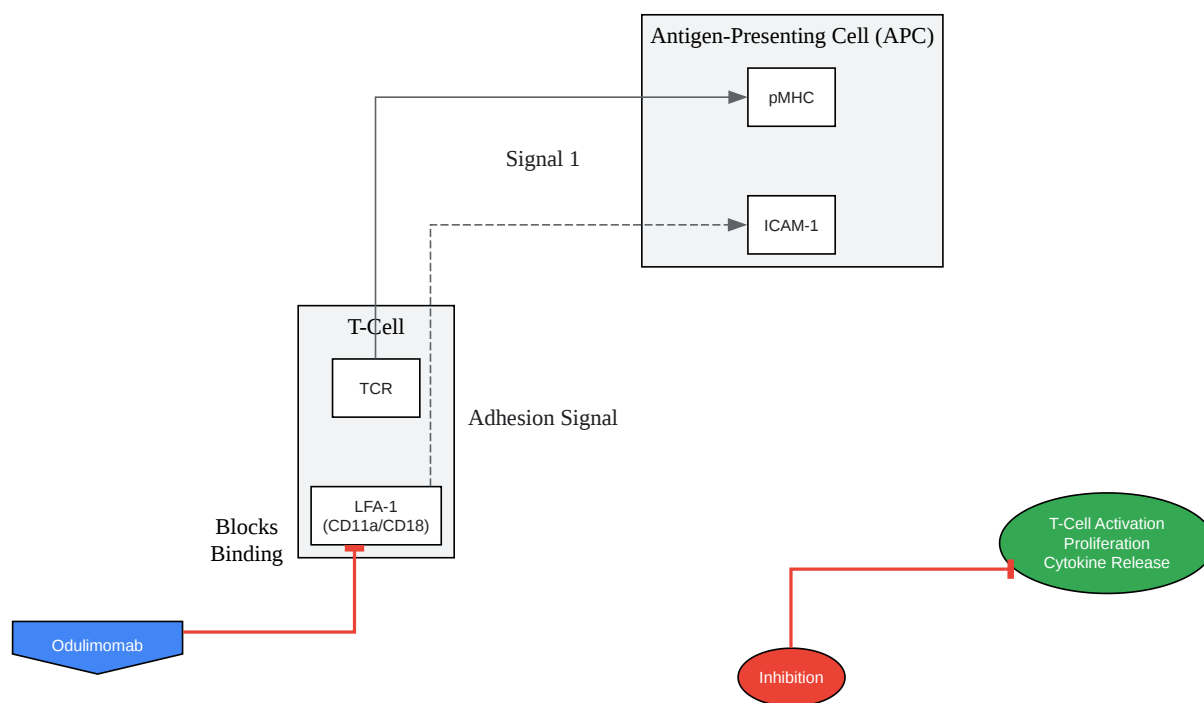 Antigen-Presenting Cell (APC)
pMHC
Signal 1
ICAM-1
T-Cell
TCR
Adhesion Signal
LFA-1
(CD11a/CD18)
Blocks
Binding
T-Cell Activation
Proliferation
Cytokine Release
Odulimomab
Inhibition